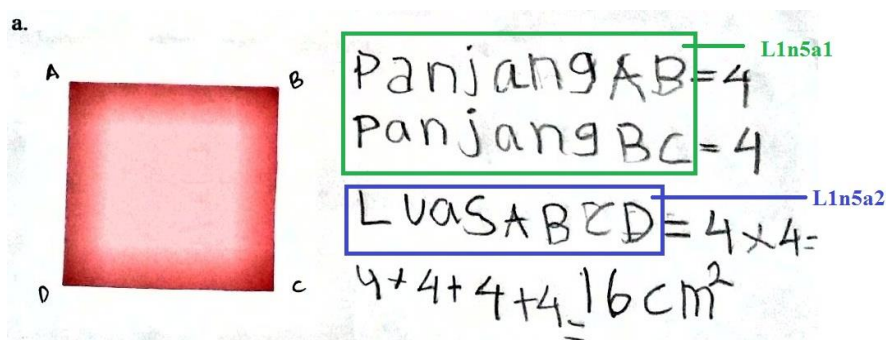 a.
A
B
D
C
Panjang AB = 4
L1n5a1
Panjang BC = 4
Luas ABCD = 4 × 4 =
L1n5a2
4 + 4 + 4 + 4 = 16 cm²